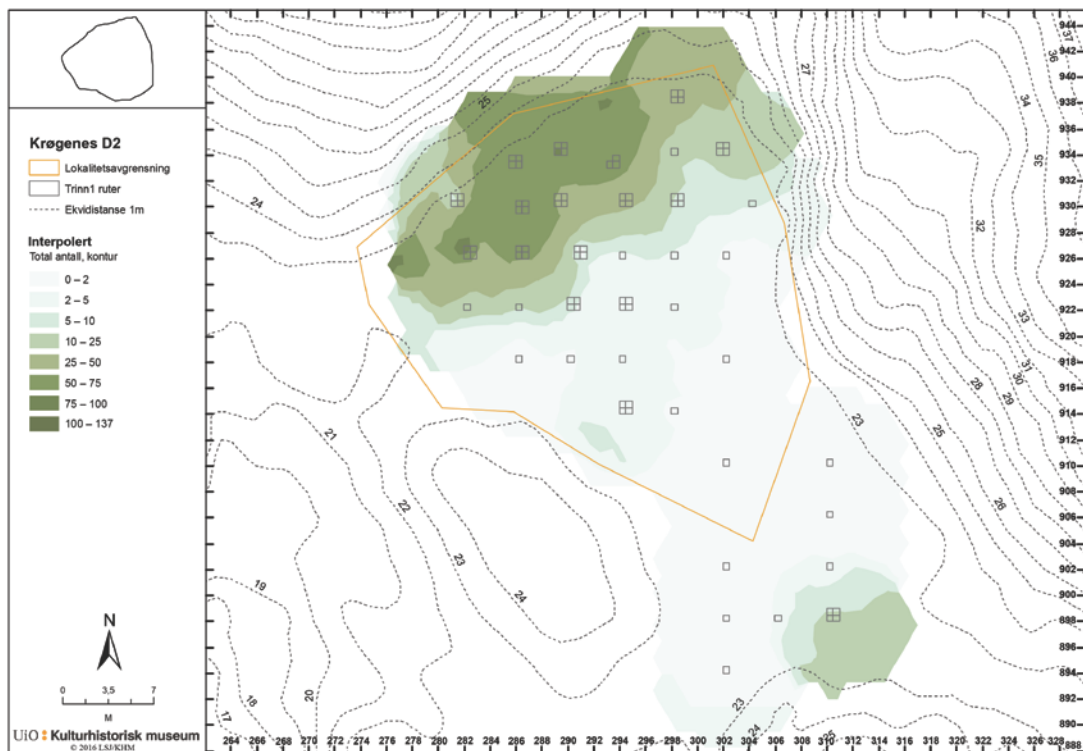 Krøgenes D2
Lokalitetsavgrensning
Trinn1 ruter
Ekvidistanse 1m
Interpolert
Total antall, kontur
0 – 2
2 – 5
5 – 10
10 – 25
25 – 50
50 – 75
75 – 100
100 – 137
N
0 3,5 7
M
UiO Kulturhistorisk museum
© 2016 LSJ/KHM
25
24
27
37
36
34
35
32
33
31
30
29
28
25
26
23
21
22
23
24
19
20
18
17
23
24
25
944
942
940
938
936
934
932
930
928
926
924
922
920
918
916
914
912
910
908
906
904
902
900
898
896
894
892
890
888
264 266 268 270 272 274 276 278 280 282 284 286 288 290 292 294 296 298 300 302 304 306 308 310 312 314 316 318 320 322 324 326 328